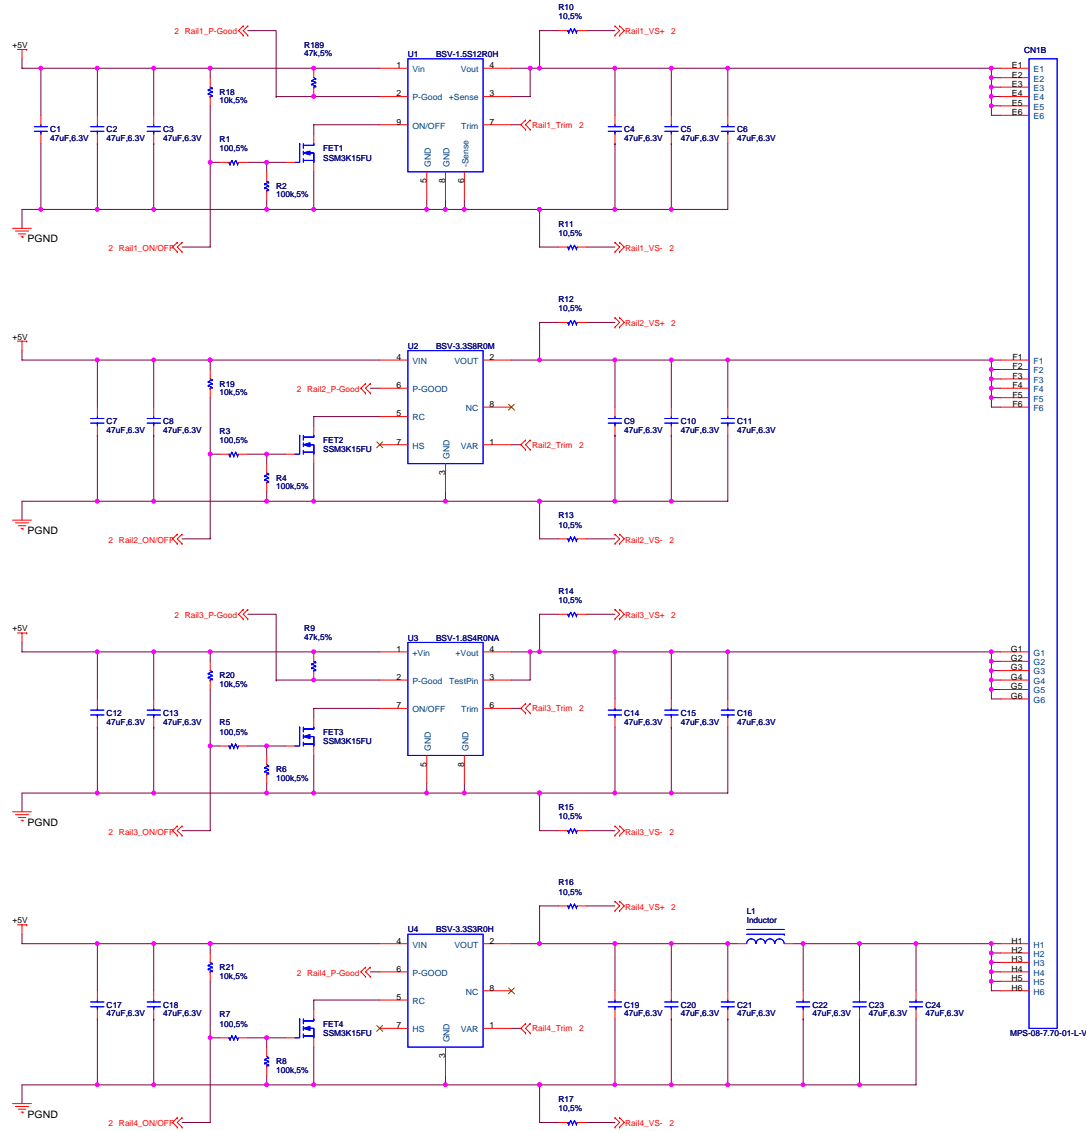 R10
10,5%
2 Rail1_P-Good
Rail1_VS+ 2
+5V
R189
47k,5%
U1 BSV-1.5S12R0H
CN1B
1 Vin Vout 4
E1 E1
E2 E2
E3 E3
E4 E4
E5 E5
E6 E6
R18
10k,5%
2 P-Good +Sense 3
9 ON/OFF Trim 7
Rail1_Trim 2
C1
47uF,6.3V
C2
47uF,6.3V
C3
47uF,6.3V
C4
47uF,6.3V
C5
47uF,6.3V
C6
47uF,6.3V
R1
100,5%
FET1
SSM3K15FU
GND GND -Sense
5 8 6
R2
100k,5%
R11
10,5%
PGND
2 Rail1_ON/OFF
Rail1_VS- 2
R12
10,5%
Rail2_VS+ 2
+5V
U2 BSV-3.3S8R0M
4 VIN VOUT 2
F1 F1
F2 F2
F3 F3
F4 F4
F5 F5
F6 F6
R19
10k,5%
2 Rail2_P-Good
6 P-GOOD
NC 8
5 RC
C7
47uF,6.3V
C8
47uF,6.3V
C9
47uF,6.3V
C10
47uF,6.3V
C11
47uF,6.3V
R3
100,5%
FET2
SSM3K15FU
7 HS VAR 1
Rail2_Trim 2
GND
3
R4
100k,5%
R13
10,5%
PGND
2 Rail2_ON/OFF
Rail2_VS- 2
R14
10,5%
2 Rail3_P-Good
Rail3_VS+ 2
+5V
R9
47k,5%
U3 BSV-1.8S4R0NA
1 +Vin +Vout 4
G1 G1
G2 G2
G3 G3
G4 G4
G5 G5
G6 G6
R20
10k,5%
2 P-Good TestPin 3
7 ON/OFF Trim 6
Rail3_Trim 2
C12
47uF,6.3V
C13
47uF,6.3V
C14
47uF,6.3V
C15
47uF,6.3V
C16
47uF,6.3V
R5
100,5%
FET3
SSM3K15FU
GND GND
5 8
R6
100k,5%
R15
10,5%
PGND
2 Rail3_ON/OFF
Rail3_VS- 2
R16
10,5%
Rail4_VS+ 2
+5V
U4 BSV-3.3S3R0H
L1
Inductor
4 VIN VOUT 2
H1 H1
H2 H2
H3 H3
H4 H4
H5 H5
H6 H6
R21
10k,5%
2 Rail4_P-Good
6 P-GOOD
NC 8
5 RC
C17
47uF,6.3V
C18
47uF,6.3V
C19
47uF,6.3V
C20
47uF,6.3V
C21
47uF,6.3V
C22
47uF,6.3V
C23
47uF,6.3V
C24
47uF,6.3V
R7
100,5%
FET4
SSM3K15FU
7 HS VAR 1
Rail4_Trim 2
MPS-08-7.70-01-L-V
GND
3
R8
100k,5%
R17
10,5%
PGND
2 Rail4_ON/OFF
Rail4_VS- 2